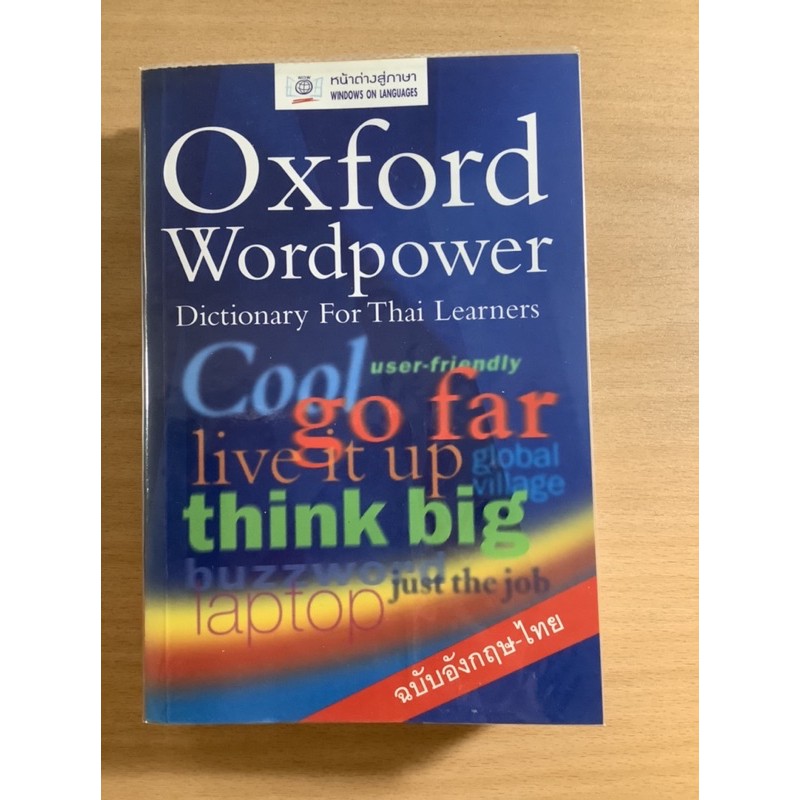 หน้าต่างสู่ภาษา
WINDOWS ON LANGUAGES
Oxford
Wordpower
Dictionary For Thai Learners
Cool
user-friendly
go far
live it up
global
village
think big
buzzword
just the job
laptop
ฉบับอังกฤษ-ไทย